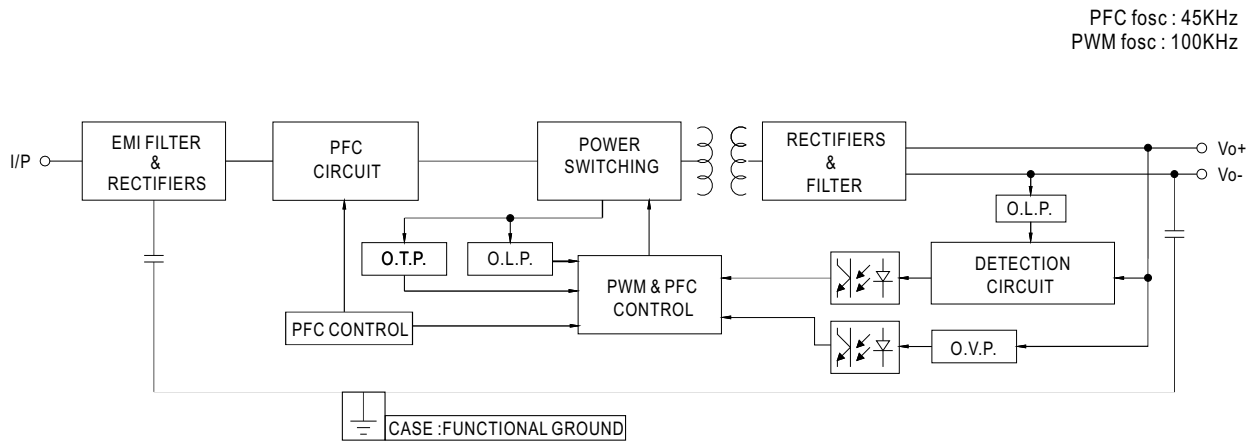 PFC fosc : 45KHz
PWM fosc : 100KHz
I/P
EMI FILTER
&
RECTIFIERS
PFC
CIRCUIT
POWER
SWITCHING
RECTIFIERS
&
FILTER
Vo+
Vo-
O.L.P.
O.T.P.
O.L.P.
PWM & PFC
CONTROL
DETECTION
CIRCUIT
PFC CONTROL
O.V.P.
CASE :FUNCTIONAL GROUND